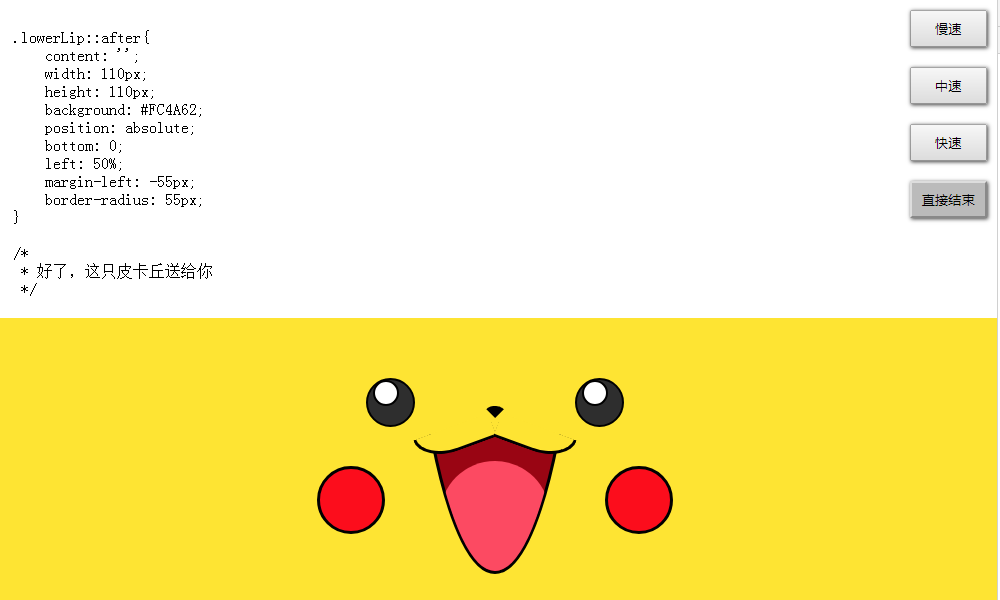 .lowerLip::after{
    content: '';
    width: 110px;
    height: 110px;
    background: #FC4A62;
    position: absolute;
    bottom: 0;
    left: 50%;
    margin-left: -55px;
    border-radius: 55px;
}
/*
 * 好了，这只皮卡丘送给你
 */
慢速
中速
快速
直接结束